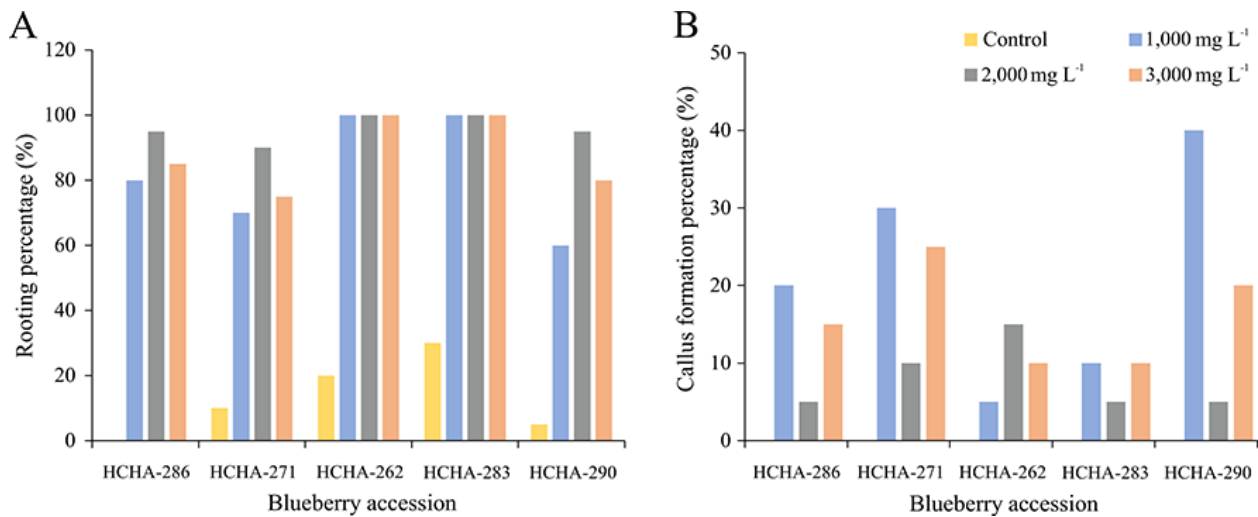 A
Rooting percentage (%)
120
100
80
60
40
20
0
HCHA-286 HCHA-271 HCHA-262 HCHA-283 HCHA-290
Blueberry accession
B
Callus formation percentage (%)
50
40
30
20
10
0
Control 1,000 mg L⁻¹
2,000 mg L⁻¹ 3,000 mg L⁻¹
HCHA-286 HCHA-271 HCHA-262 HCHA-283 HCHA-290
Blueberry accession